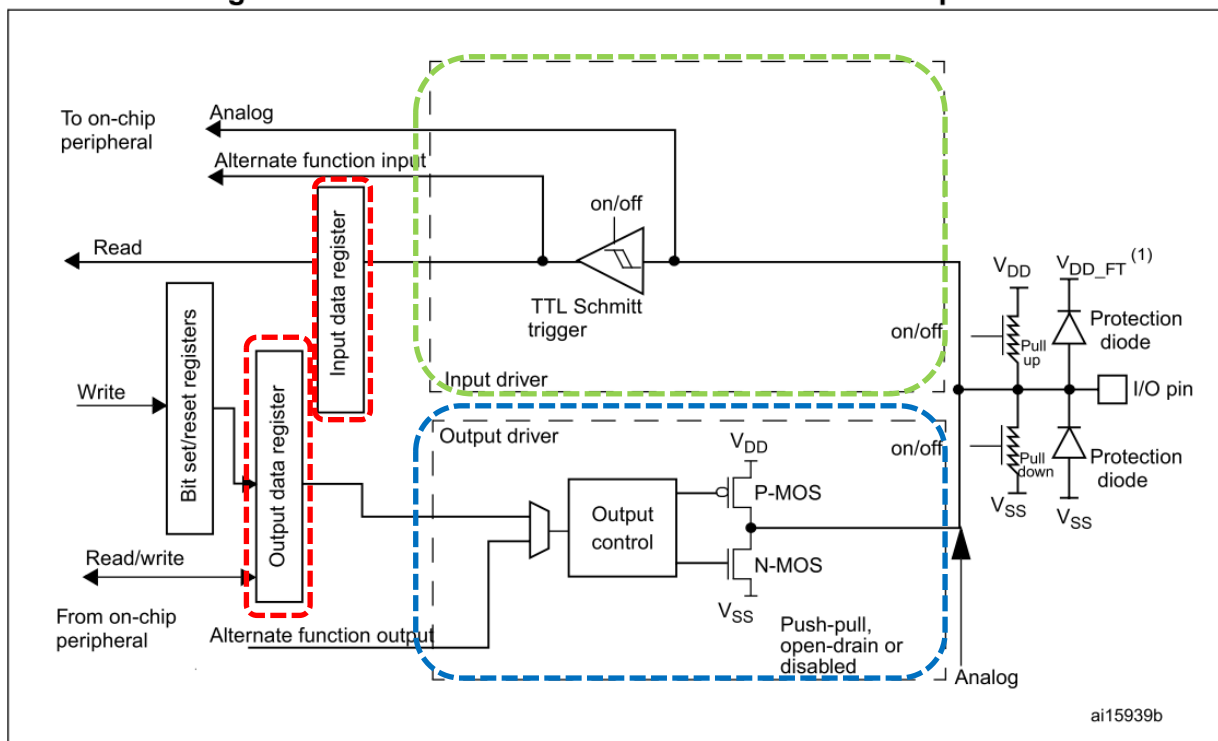 Analog
To on-chip
peripheral
Alternate function input
on/off
Read
Input data register
TTL Schmitt
trigger
Input driver
VDD
VDD_FT (1)
on/off
Pull
up
Protection
diode
I/O pin
Bit set/reset registers
Write
Output data register
Output driver
VDD
on/off
Pull
down
Protection
diode
VSS
VSS
P-MOS
Output
control
N-MOS
VSS
Read/write
From on-chip
peripheral
Alternate function output
Push-pull,
open-drain or
disabled
Analog
ai15939b